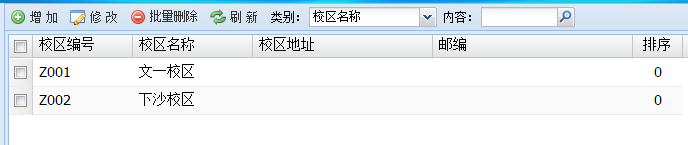 增 加 修 改 批量删除 刷 新 类别： 校区名称 内容：
校区编号 校区名称 校区地址 邮编 排序
Z001 文一校区 0
Z002 下沙校区 0